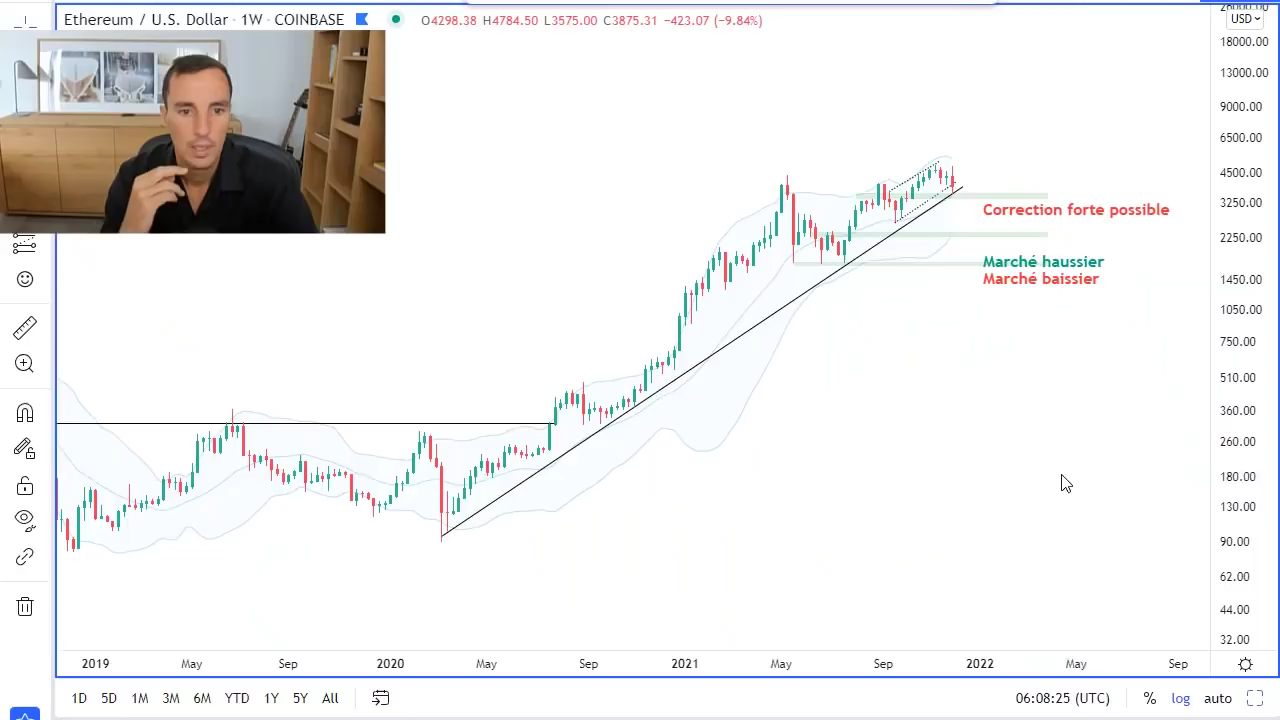 Ethereum / U.S. Dollar · 1W · COINBASE
O4298.38 H4784.50 L3575.00 C3875.31 −423.07 (−9.84%)
USD
18000.00
13000.00
9000.00
6500.00
4500.00
3250.00
2250.00
1450.00
1050.00
750.00
510.00
360.00
260.00
180.00
130.00
90.00
62.00
44.00
32.00
Correction forte possible
Marché haussier
Marché baissier
2019 May Sep 2020 May Sep 2021 May Sep 2022 May Sep
1D 5D 1M 3M 6M YTD 1Y 5Y All 06:08:25 (UTC) % log auto